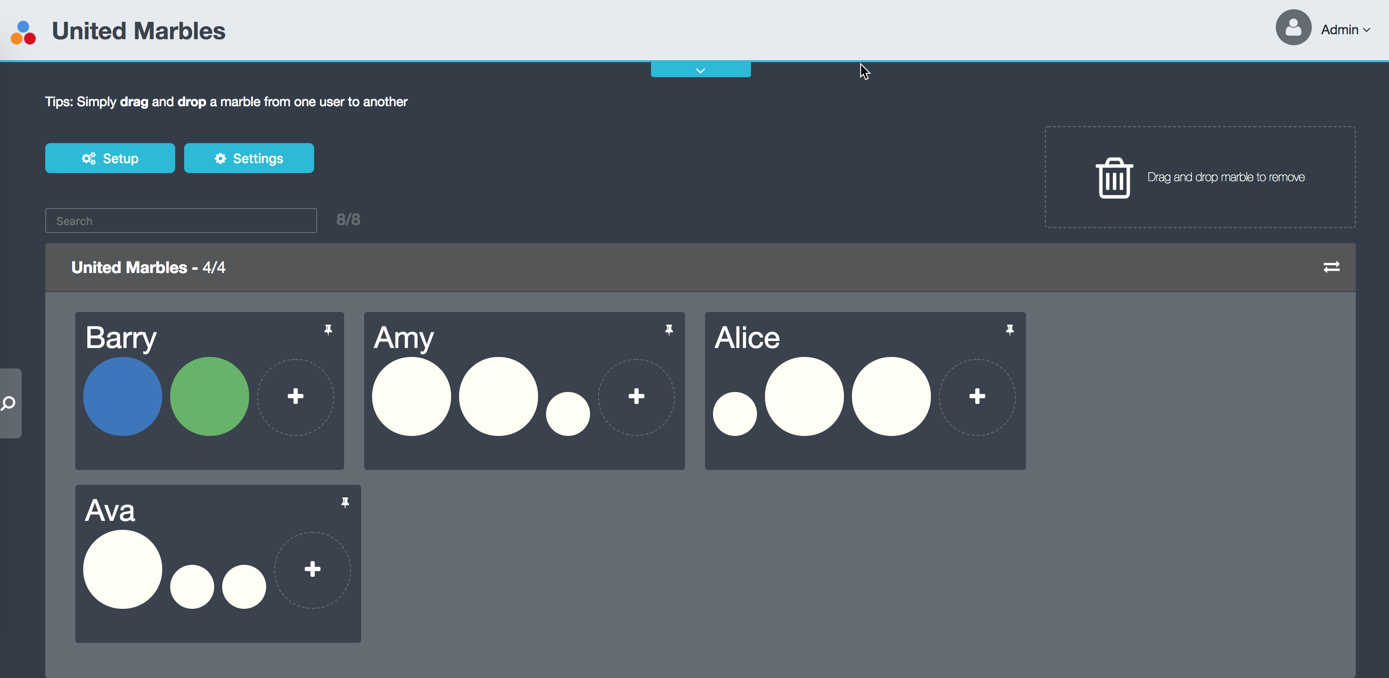 United Marbles
Admin
Tips: Simply drag and drop a marble from one user to another
Setup
Settings
Drag and drop marble to remove
Search
8/8
United Marbles - 4/4
Barry
Amy
Alice
Ava